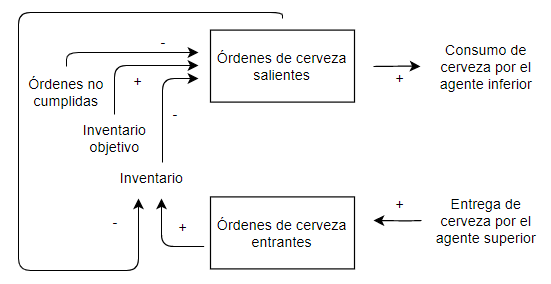 -
Órdenes de cerveza
salientes
Consumo de
cerveza por el
agente inferior
+
Órdenes no
cumplidas
+
-
Inventario
objetivo
Inventario
-
+
Órdenes de cerveza
entrantes
+
Entrega de
cerveza por el
agente superior